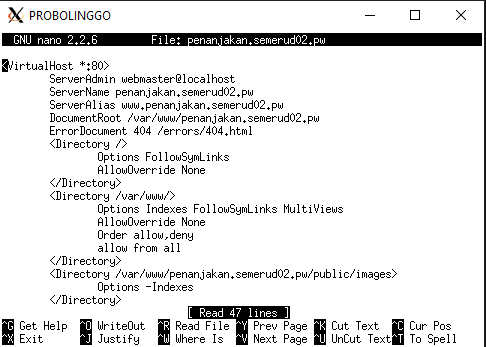 PROBOLINGGO
GNU nano 2.2.6 File: penanjakan.semerud02.pw
<VirtualHost *:80>
ServerAdmin webmaster@localhost
ServerName penanjakan.semerud02.pw
ServerAlias www.penanjakan.semerud02.pw
DocumentRoot /var/www/penanjakan.semerud02.pw
ErrorDocument 404 /errors/404.html
<Directory />
Options FollowSymLinks
AllowOverride None
</Directory>
<Directory /var/www/>
Options Indexes FollowSymLinks MultiViews
AllowOverride None
Order allow,deny
allow from all
</Directory>
<Directory /var/www/penanjakan.semerud02.pw/public/images>
Options -Indexes
</Directory>
[ Read 47 lines ]
^G Get Help ^O WriteOut ^R Read File ^Y Prev Page ^K Cut Text ^C Cur Pos
^X Exit ^J Justify ^W Where Is ^V Next Page ^U UnCut Text ^T To Spell